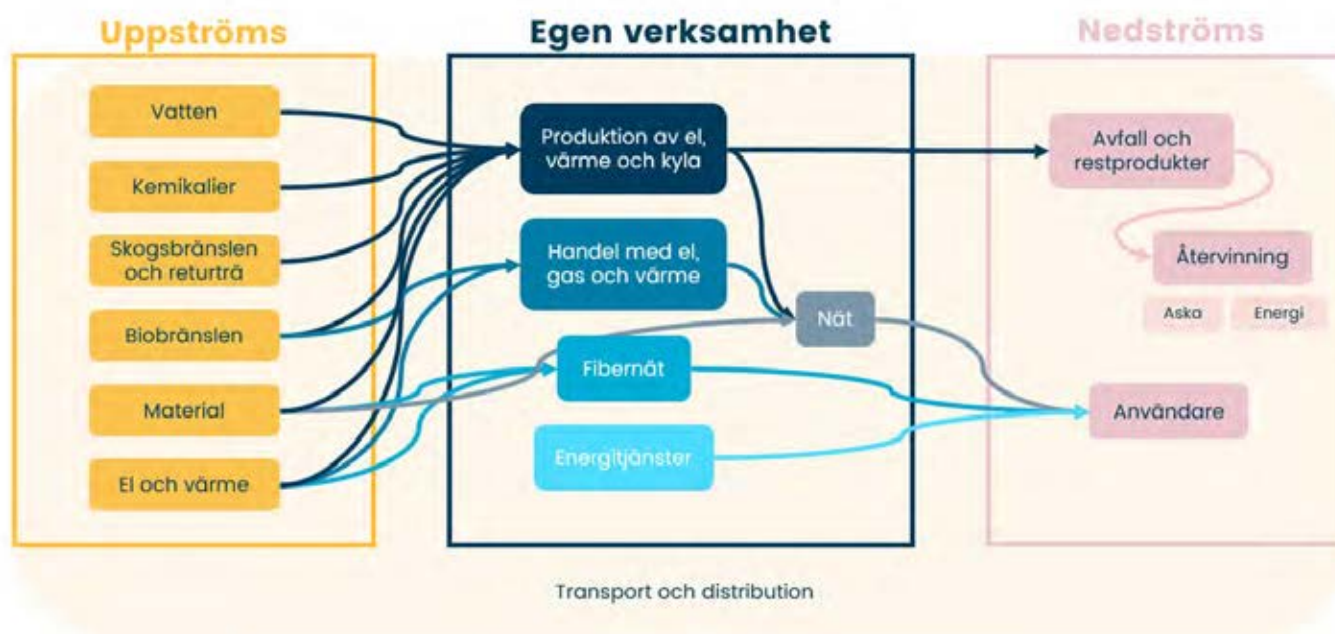 Uppströms
Vatten
Kemikalier
Skogsbränslen
och returträ
Biobränslen
Material
El och värme
Egen verksamhet
Produktion av el,
värme och kyla
Handel med el,
gas och värme
Nät
Fibernät
Energitjänster
Nedströms
Avfall och
restprodukter
Återvinning
Aska
Energi
Användare
Transport och distribution